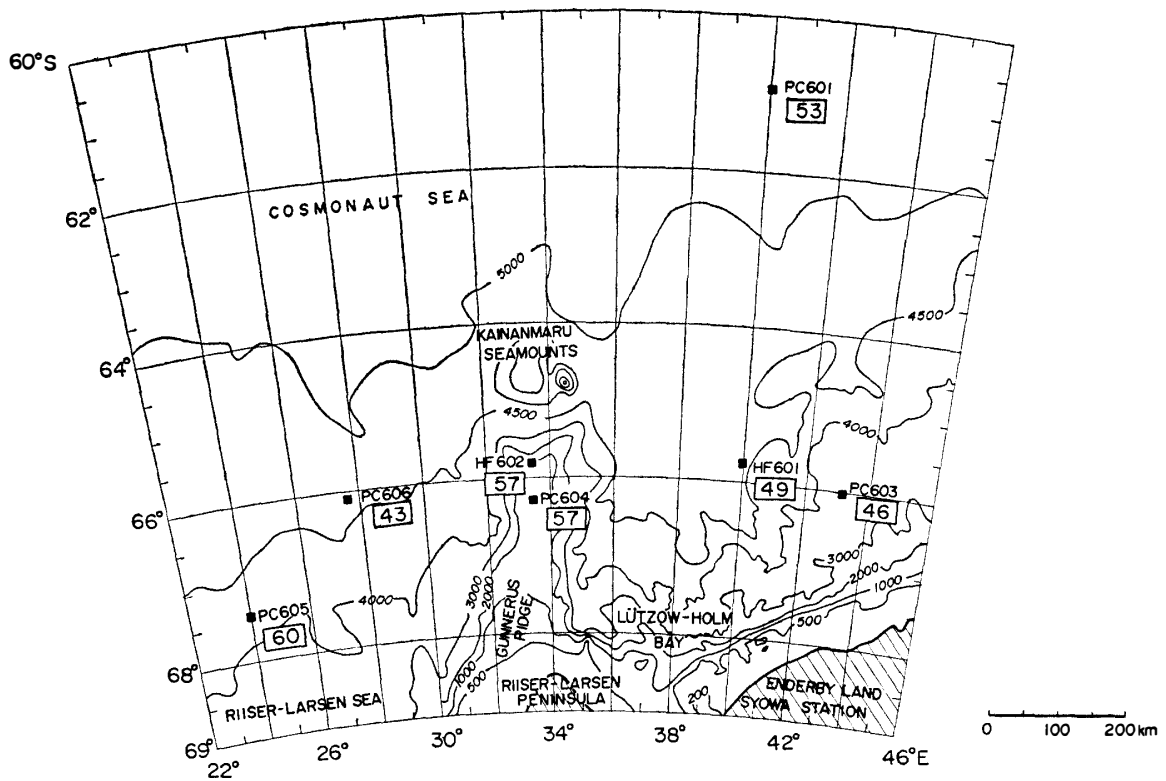 60°S
PC601
53
COSMONAUT SEA
62°
5000
4500
KAINANMARU
SEAMOUNTS
64°
4500
4000
HF602
57
HF601
49
PC606
43
PC604
57
PC603
46
66°
3000
2000
1000
500
3000
2000
4000
GUNNERUS
RIDGE
LÜTZOW-HOLM
BAY
PC605
60
68°
1000
500
RIISER-LARSEN
PENINSULA
200
ENDERBY LAND
SYOWA STATION
RIISER-LARSEN SEA
69°
22°
26°
30°
34°
38°
42°
46°E
0 100 200 km